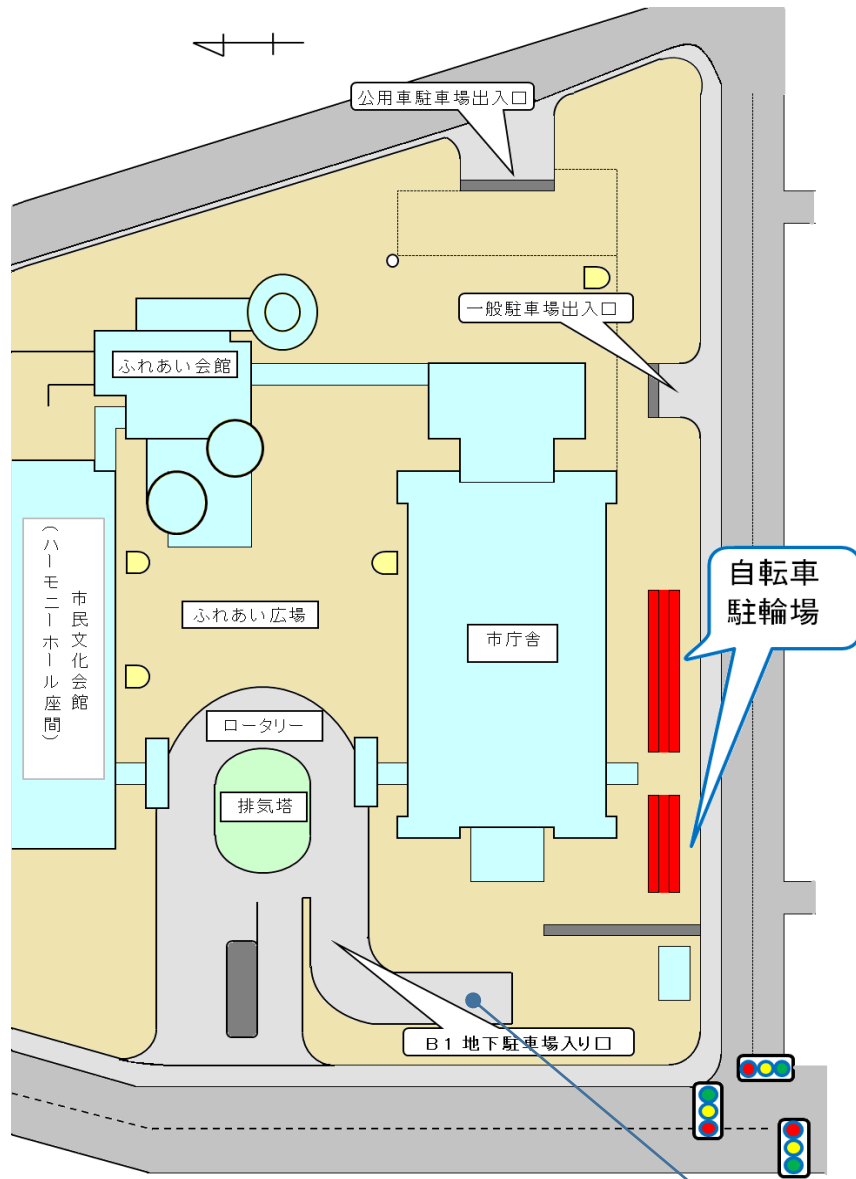 公用車駐車場出入口
一般駐車場出入口
ふれあい会館
自転車
駐輪場
市民文化会館
(ハーモニーホール座間)
ふれあい広場
市庁舎
ロータリー
排気塔
B1 地下駐車場入り口